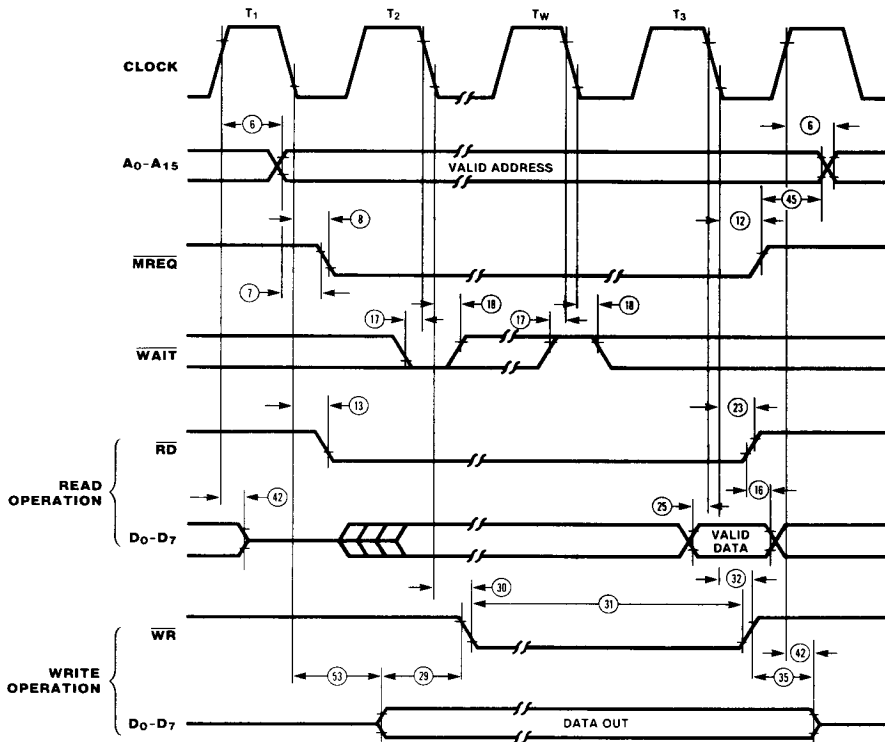 T1 T2 TW T3
CLOCK
6 6
A0-A15 VALID ADDRESS
45
8 12
MREQ
7
17 18 17 18
WAIT
13 23
RD
READ OPERATION
42 25 16
D0-D7 VALID DATA
30 31 32
WR
WRITE OPERATION
53 29 42 35
D0-D7 DATA OUT